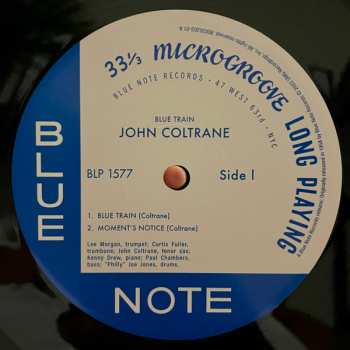 33⅓ MICROGROOVE LONG PLAYING
BLUE NOTE RECORDS · 47 WEST 63rd · NYC
BLUE TRAIN
JOHN COLTRANE
BLP 1577 Side I
1. BLUE TRAIN (Coltrane)
2. MOMENT'S NOTICE (Coltrane)
Lee Morgan, trumpet; Curtis Fuller,
trombone; John Coltrane, tenor sax;
Kenny Drew, piano; Paul Chambers,
bass; "Philly" Joe Jones, drums.
BLUE
NOTE